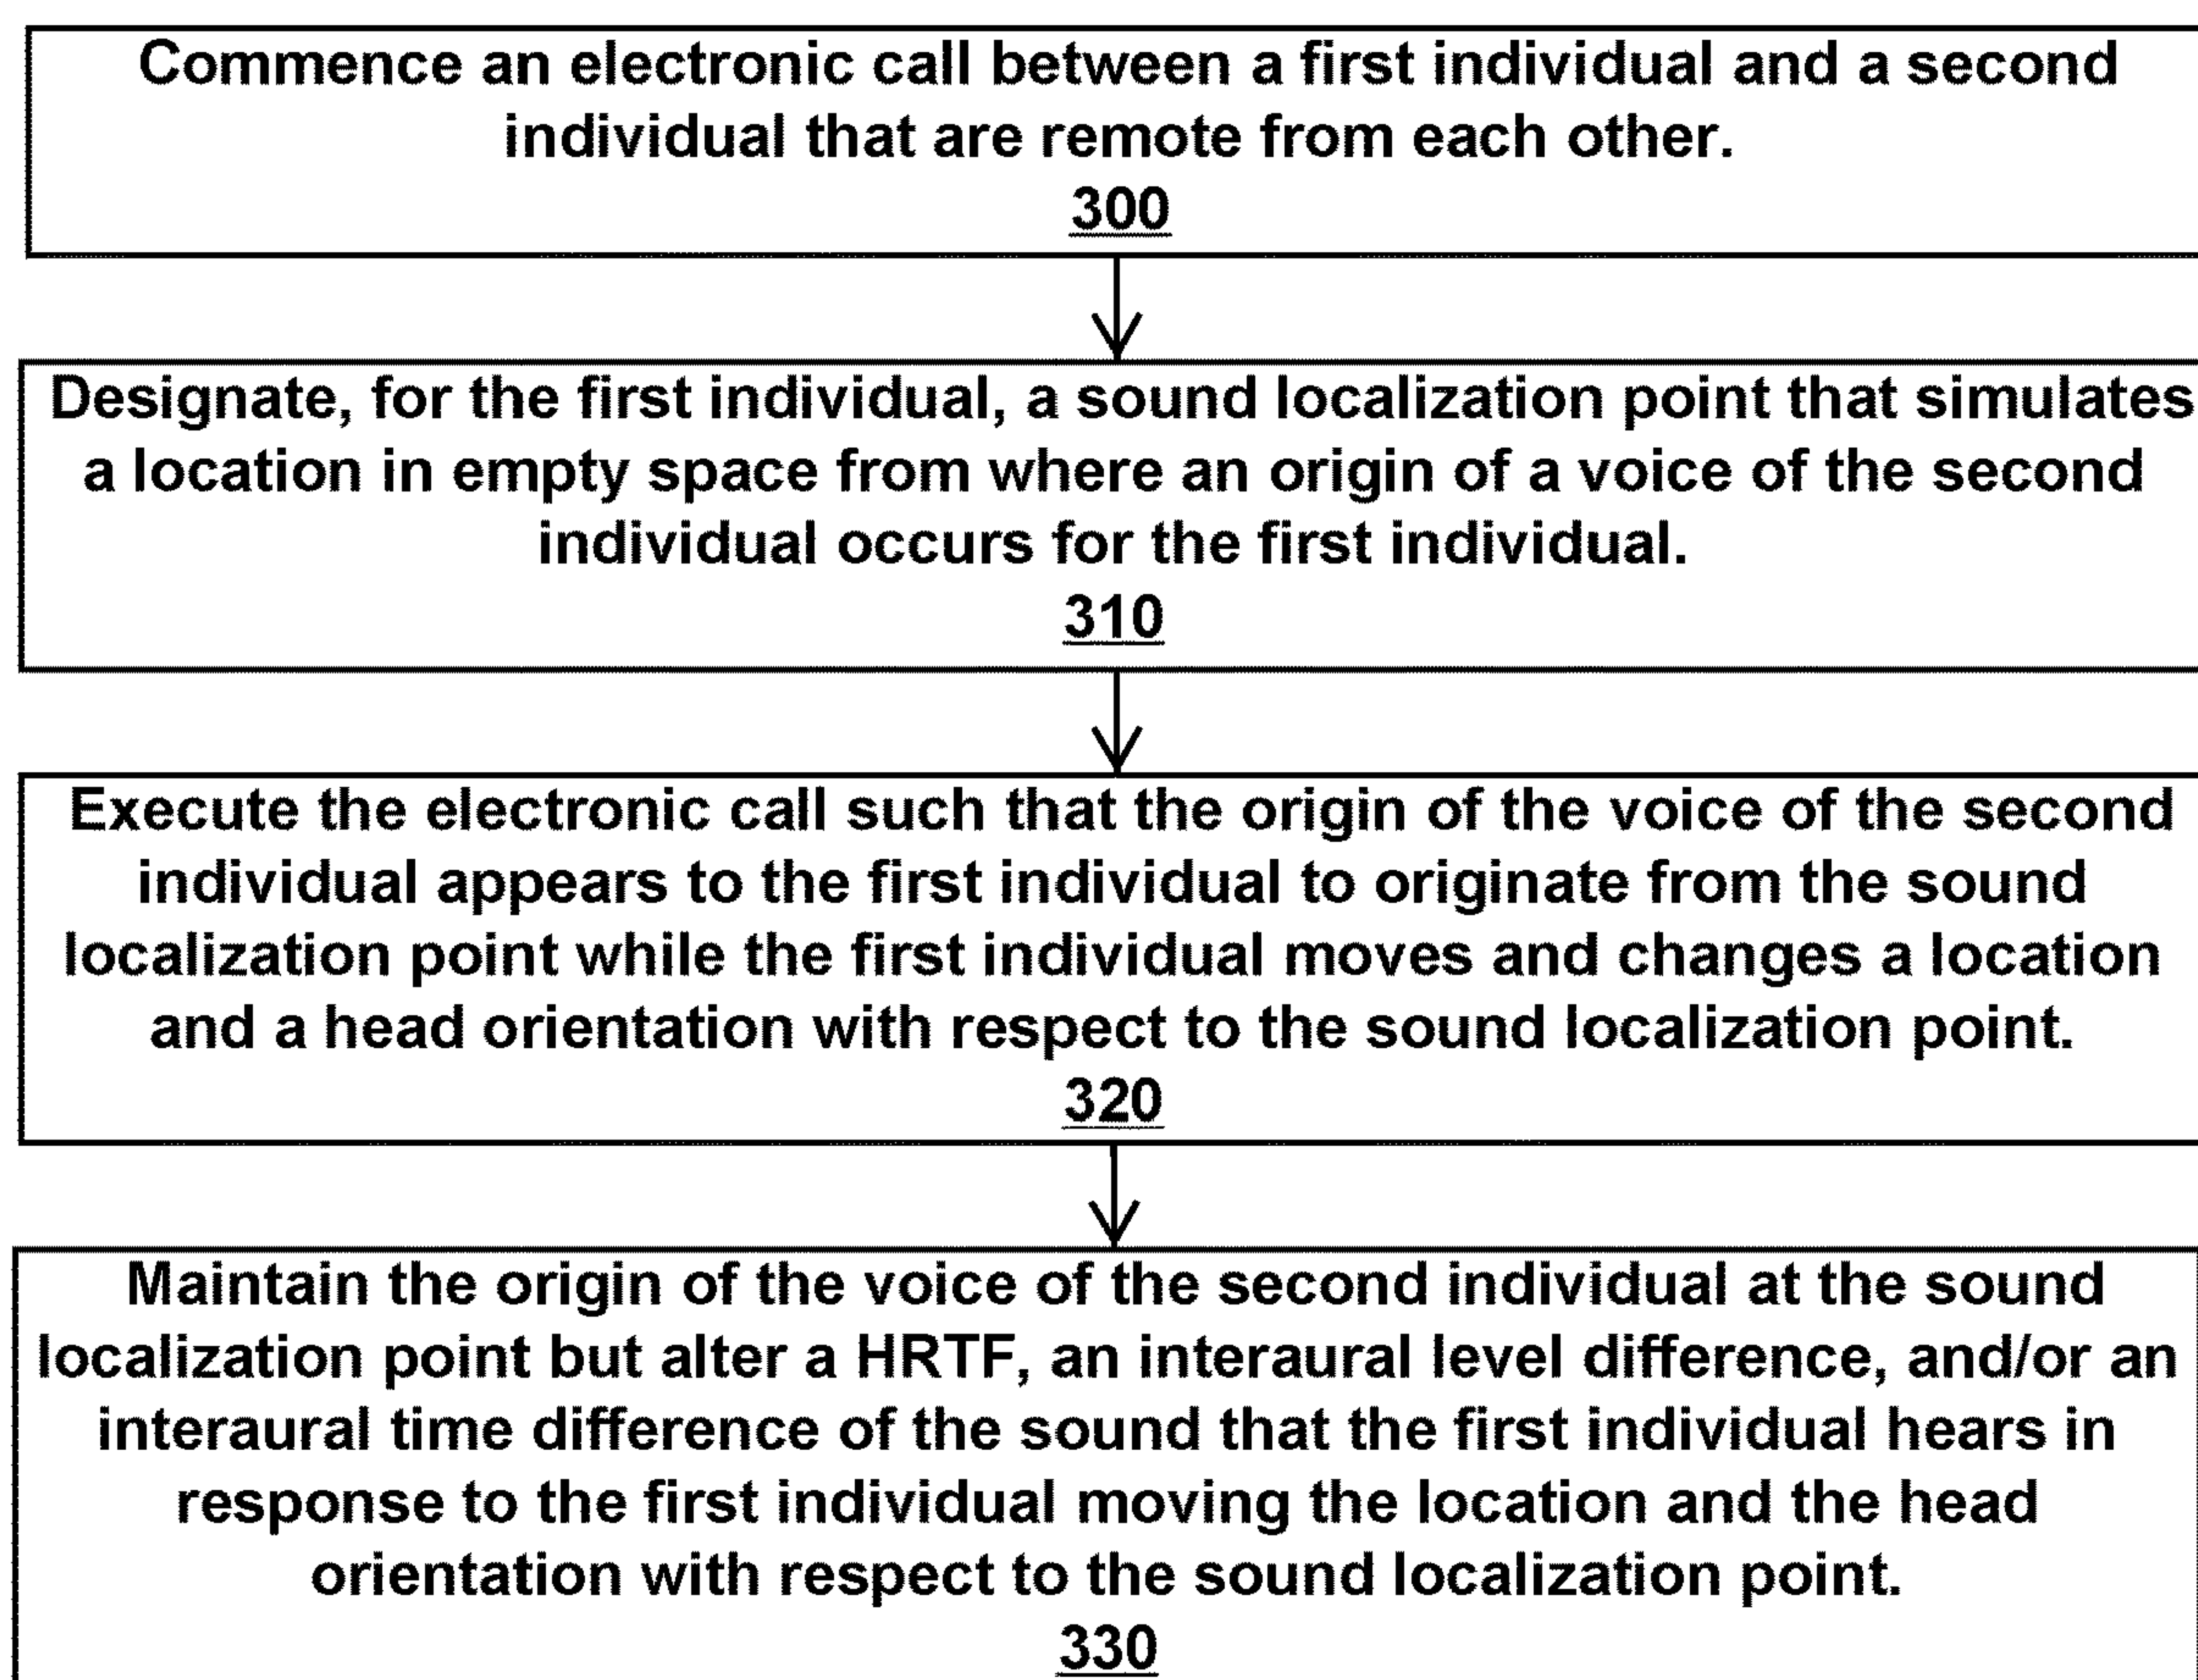 Commence an electronic call between a first individual and a second
individual that are remote from each other.
300
Designate, for the first individual, a sound localization point that simulates
a location in empty space from where an origin of a voice of the second
individual occurs for the first individual.
310
Execute the electronic call such that the origin of the voice of the second
individual appears to the first individual to originate from the sound
localization point while the first individual moves and changes a location
and a head orientation with respect to the sound localization point.
320
Maintain the origin of the voice of the second individual at the sound
localization point but alter a HRTF, an interaural level difference, and/or an
interaural time difference of the sound that the first individual hears in
response to the first individual moving the location and the head
orientation with respect to the sound localization point.
330